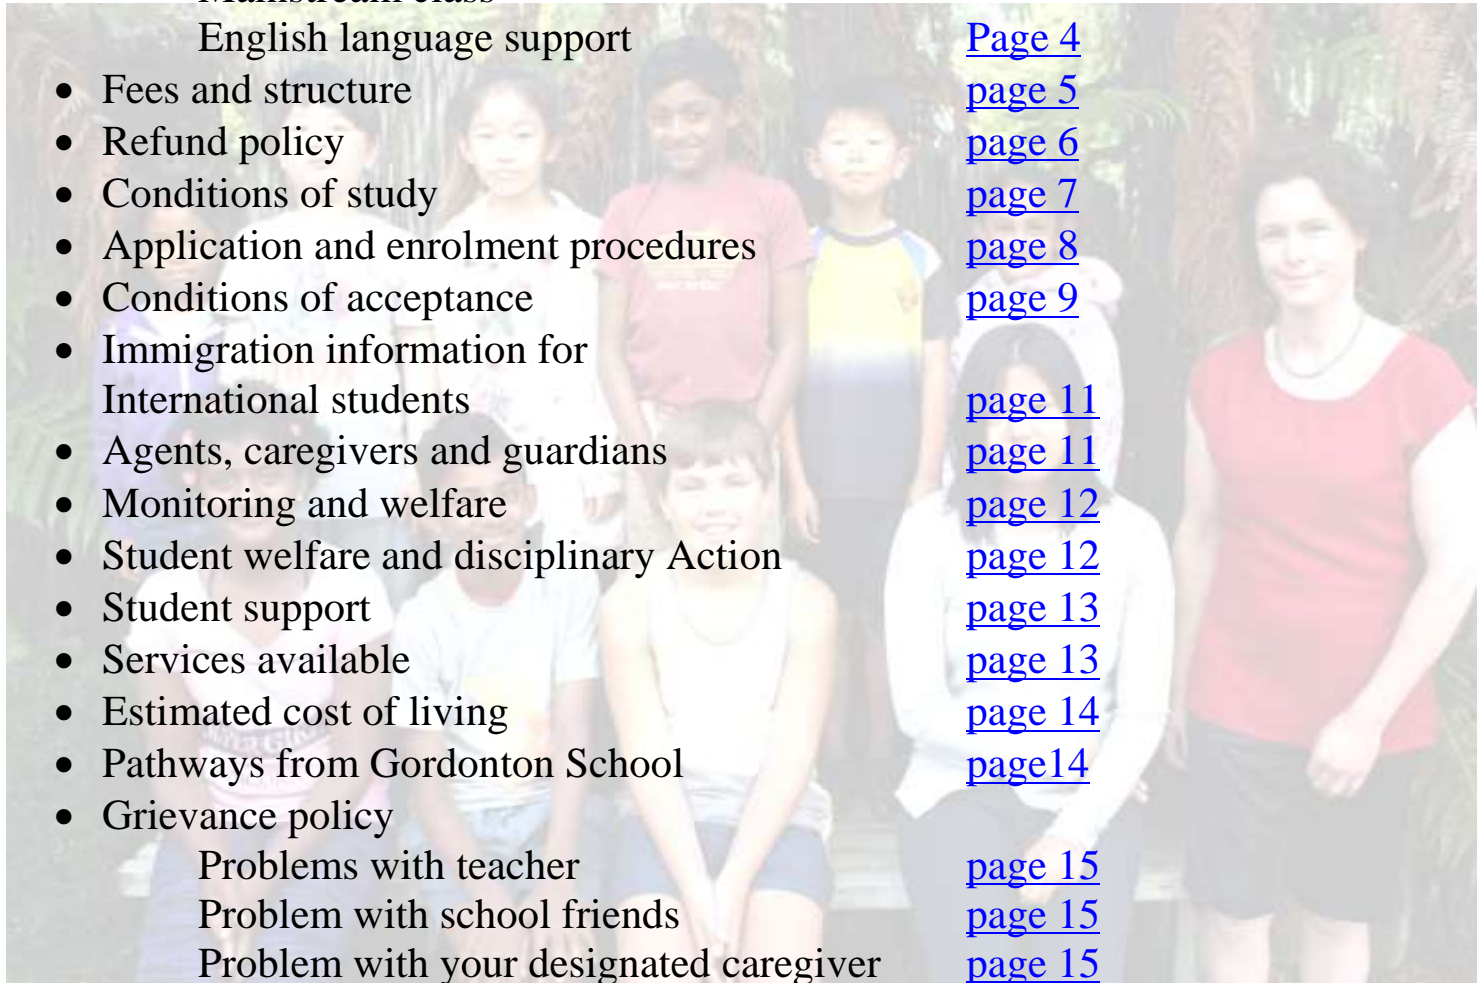 Mainstream class
English language support Page 4
• Fees and structure page 5
• Refund policy page 6
• Conditions of study page 7
• Application and enrolment procedures page 8
• Conditions of acceptance page 9
• Immigration information for
International students page 11
• Agents, caregivers and guardians page 11
• Monitoring and welfare page 12
• Student welfare and disciplinary Action page 12
• Student support page 13
• Services available page 13
• Estimated cost of living page 14
• Pathways from Gordonton School page14
• Grievance policy
Problems with teacher page 15
Problem with school friends page 15
Problem with your designated caregiver page 15